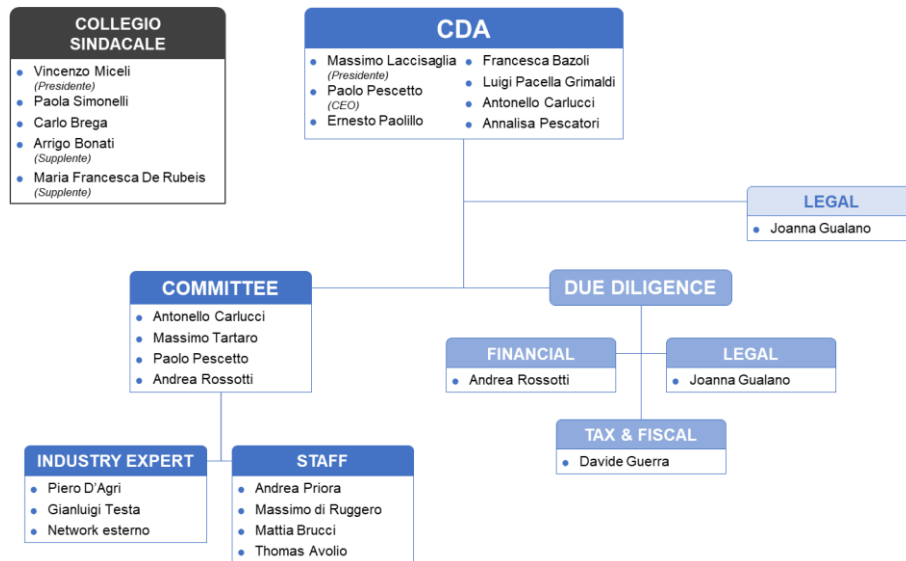 COLLEGIO
SINDACALE
Vincenzo Miceli
(Presidente)
Paola Simonelli
Carlo Brega
Arrigo Bonati
(Supplente)
Maria Francesca De Rubeis
(Supplente)
CDA
Massimo Laccisaglia
(Presidente)
Paolo Pescetto
(CEO)
Ernesto Paolillo
Francesca Bazoli
Luigi Pacella Grimaldi
Antonello Carlucci
Annalisa Pescatori
LEGAL
Joanna Gualano
COMMITTEE
Antonello Carlucci
Massimo Tartaro
Paolo Pescetto
Andrea Rossotti
DUE DILIGENCE
FINANCIAL
Andrea Rossotti
LEGAL
Joanna Gualano
TAX & FISCAL
Davide Guerra
INDUSTRY EXPERT
Piero D'Agri
Gianluigi Testa
Network esterno
STAFF
Andrea Priora
Massimo di Ruggero
Mattia Brucci
Thomas Avolio